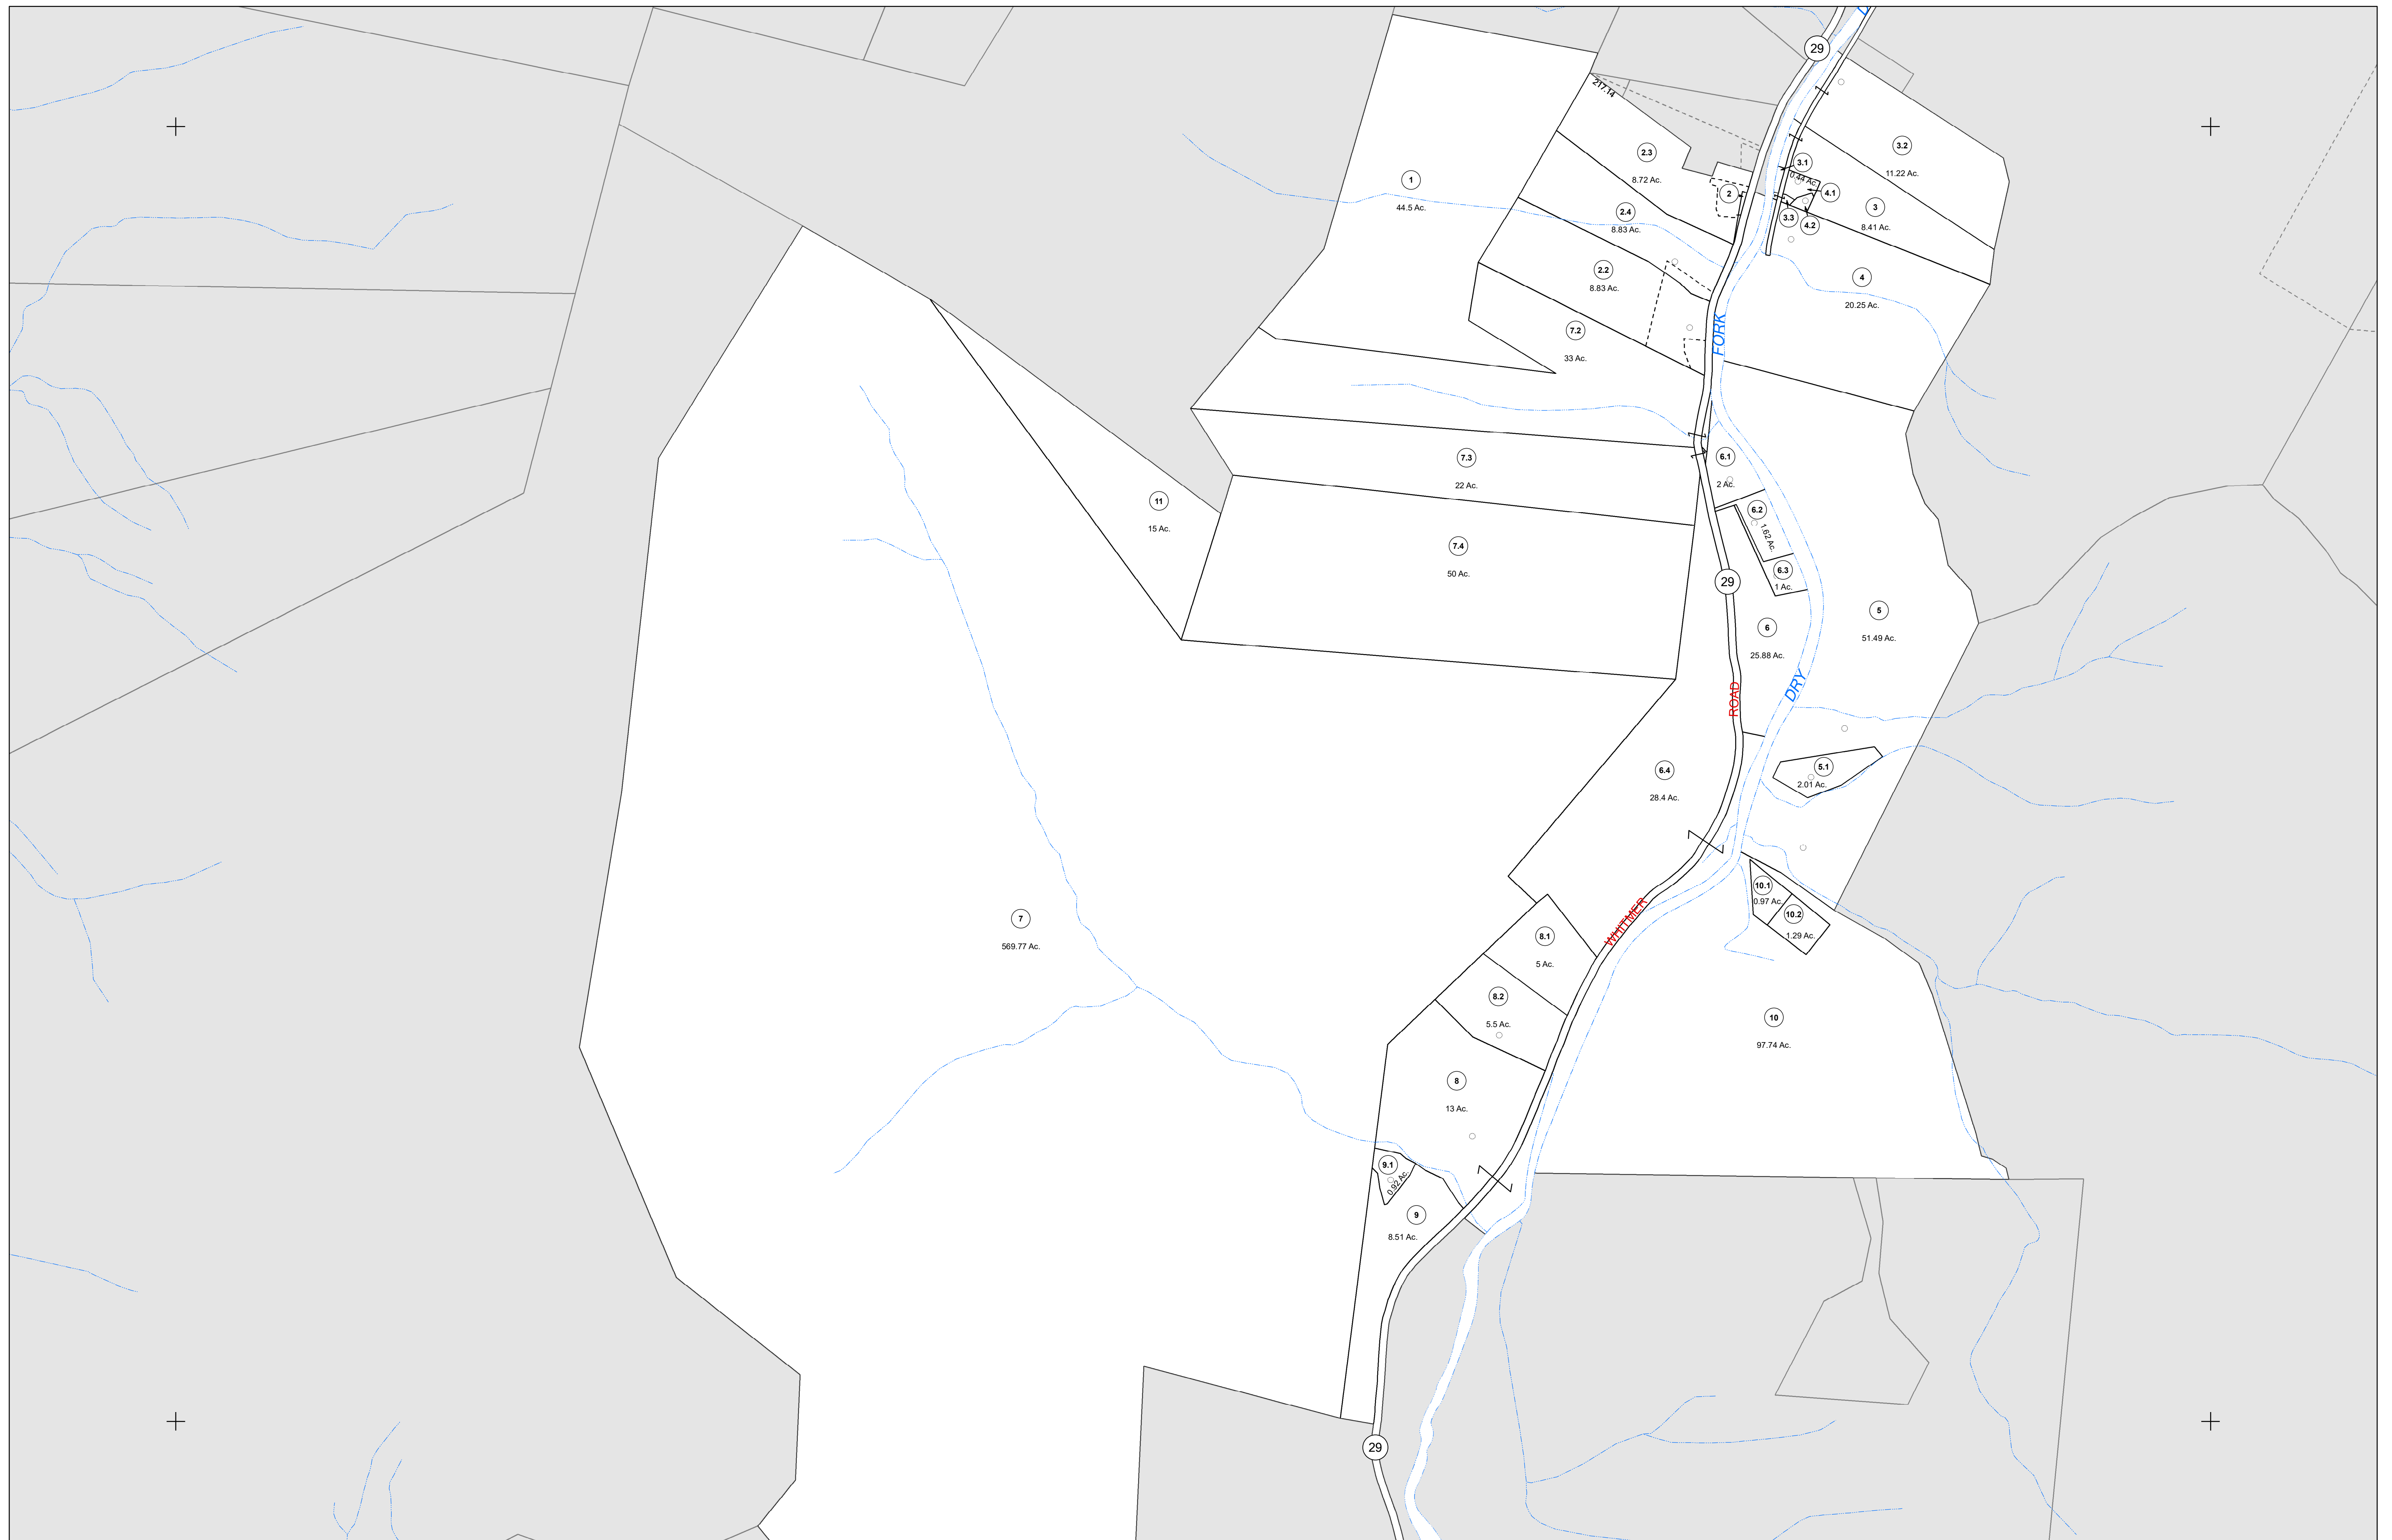 29
217.14
2.3
8.72 Ac.
3.2
11.22 Ac.
3.1
0.44 Ac.
1
44.5 Ac.
2
4.1
2.4
8.83 Ac.
3.3
4.2
3
8.41 Ac.
2.2
8.83 Ac.
4
20.25 Ac.
7.2
33 Ac.
FORK
7.3
22 Ac.
6.1
2 Ac.
11
15 Ac.
6.2
1.62 Ac.
7.4
50 Ac.
6.3
1 Ac.
29
5
51.49 Ac.
6
25.88 Ac.
ROAD
DRY
6.4
28.4 Ac.
5.1
2.01 Ac.
10.1
0.97 Ac.
10.2
1.29 Ac.
WHITMER
7
569.77 Ac.
8.1
5 Ac.
8.2
5.5 Ac.
10
97.74 Ac.
8
13 Ac.
9.1
0.92 Ac.
9
8.51 Ac.
29